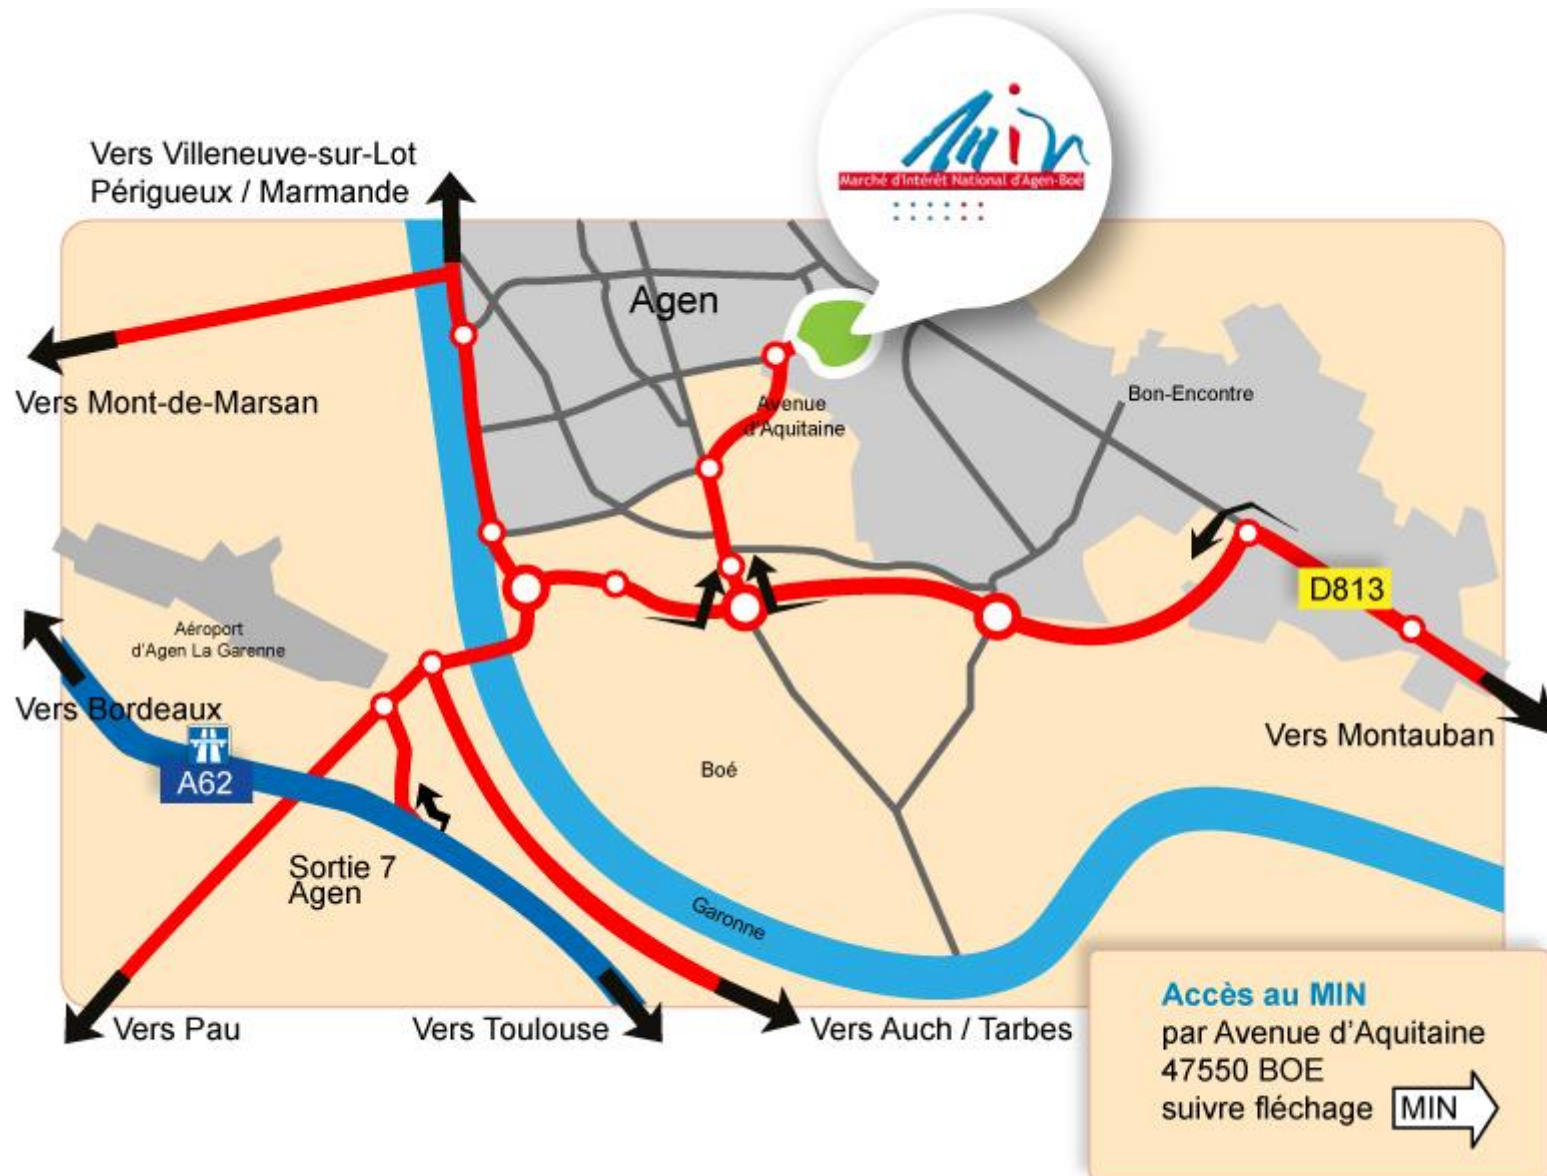 Min
Marché d'Intérêt National d'Agen-Boé
Vers Villeneuve-sur-Lot
Périgueux / Marmande
Agen
Vers Mont-de-Marsan
Avenue
d'Aquitaine
Bon-Encontre
D813
Aéroport
d'Agen La Garenne
Vers Bordeaux
A62
Vers Montauban
Boé
Sortie 7
Agen
Garonne
Vers Pau
Vers Toulouse
Vers Auch / Tarbes
Accès au MIN
par Avenue d'Aquitaine
47550 BOE
suivre fléchage MIN